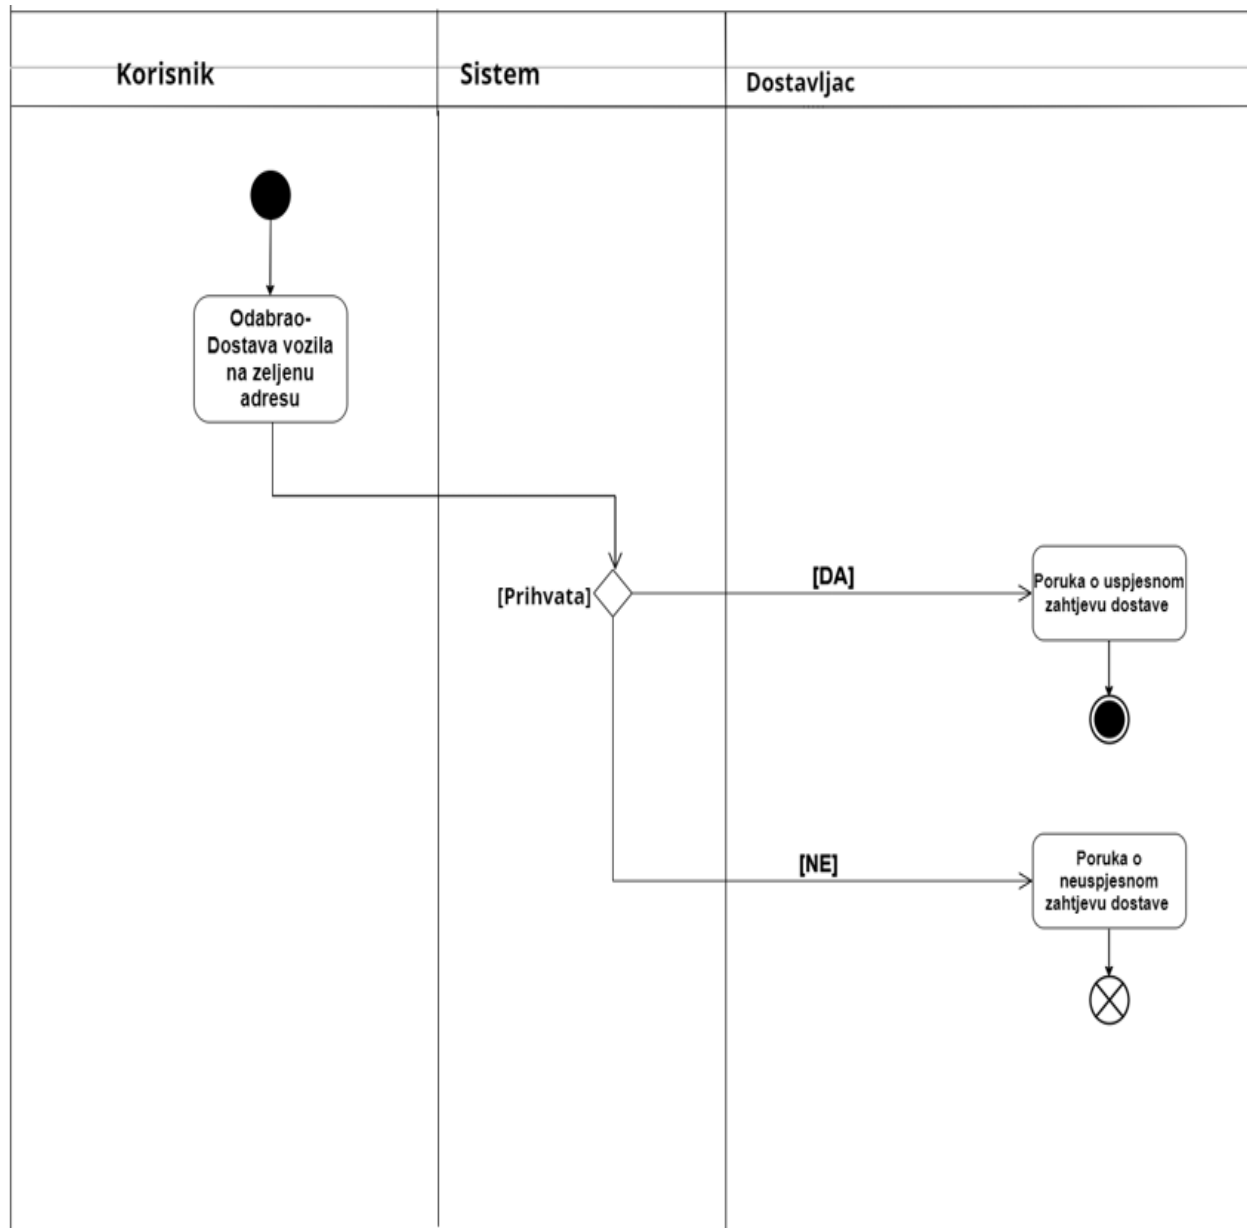 Korisnik
Sistem
Dostavljac
Odabrao-
Dostava vozila
na zeljenu
adresu
[Prihvata]
[DA]
Poruka o uspjesnom
zahtjevu dostave
[NE]
Poruka o
neuspjesnom
zahtjevu dostave